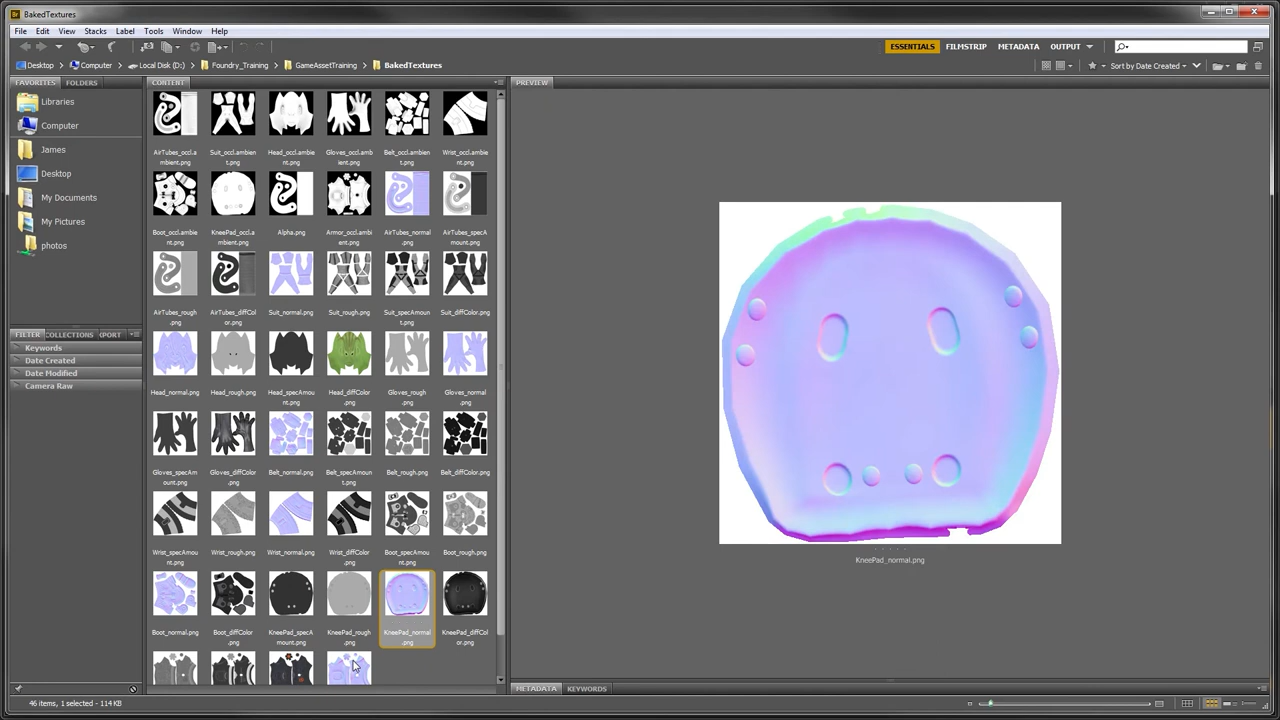 Br BakedTextures
File Edit View Stacks Label Tools Window Help
ESSENTIALS FILMSTRIP METADATA OUTPUT
Desktop Computer Local Disk (D:) Foundry_Training GameAssetTraining BakedTextures
Sort by Date Created
FAVORITES FOLDERS
CONTENT
PREVIEW
Libraries
Computer
James
Desktop
My Documents
My Pictures
photos
FILTER COLLECTIONS XPORT
Keywords
Date Created
Date Modified
Camera Raw
AirTubes_occl.ambient.png Suit_occl.ambient.png Head_occl.ambient.png Gloves_occl.ambient.png Belt_occl.ambient.png Wrist_occl.ambient.png
Boot_occl.ambient.png KneePad_occl.ambient.png Alpha.png Armor_occl.ambient.png AirTubes_normal.png AirTubes_specAmount.png
AirTubes_rough.png AirTubes_diffColor.png Suit_normal.png Suit_rough.png Suit_specAmount.png Suit_diffColor.png
Head_normal.png Head_rough.png Head_specAmount.png Head_diffColor.png Gloves_rough.png Gloves_normal.png
Gloves_specAmount.png Gloves_diffColor.png Belt_normal.png Belt_specAmount.png Belt_rough.png Belt_diffColor.png
Wrist_specAmount.png Wrist_rough.png Wrist_normal.png Wrist_diffColor.png Boot_specAmount.png Boot_rough.png
Boot_normal.png Boot_diffColor.png KneePad_specAmount.png KneePad_rough.png KneePad_normal.png KneePad_diffColor.png
KneePad_normal.png
METADATA KEYWORDS
46 items, 1 selected - 114 KB